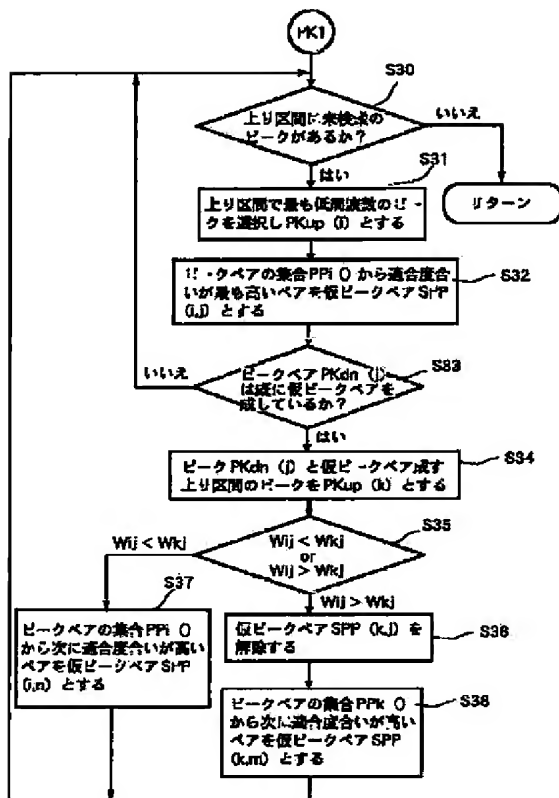 PK1
S30
上り区間に未検索の
ピークがあるか?
いいえ
はい
S31
リターン
上り区間で最も低周波数のピー
クを選択しPKup (i) とする
S32
ピークペアの集合PPi () から適合度合
いが最も高いペアを仮ピークペアSPP
(i,j) とする
いいえ
S33
ピークペアPKdn (j)
は既に仮ピークペアを
成しているか?
はい
S34
ピークPKdn (j) と仮ピークペア成す
上り区間のピークをPKup (k) とする
S35
Wij < Wkj
Wij < Wkj
or
Wij > Wkj
Wij > Wkj
S37
ピークペアの集合PPi ()
から次に適合度合いが高い
ペアを仮ピークペアSPP
(i,n) とする
仮ピークペアSPP (k,j) を
解除する
S36
S38
ピークペアの集合PPk ()
から次に適合度合いが高い
ペアを仮ピークペアSPP
(k,m) とする